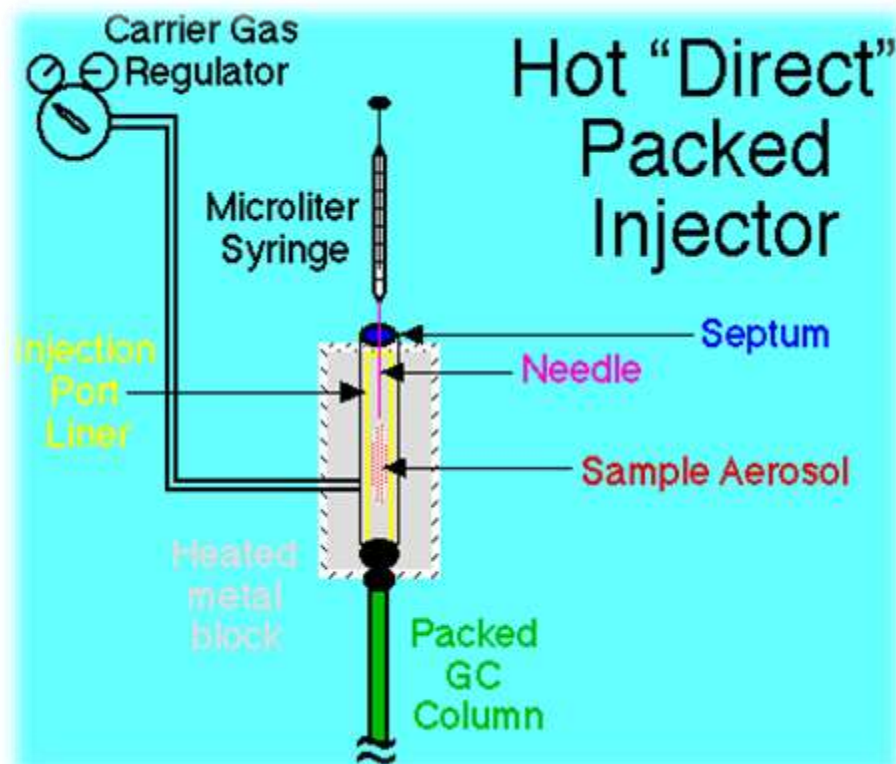 Carrier Gas
Regulator
Hot “Direct”
Packed
Injector
Microliter
Syringe
Septum
Needle
Injection
Port
Liner
Sample Aerosol
Heated
metal
block
Packed
GC
Column